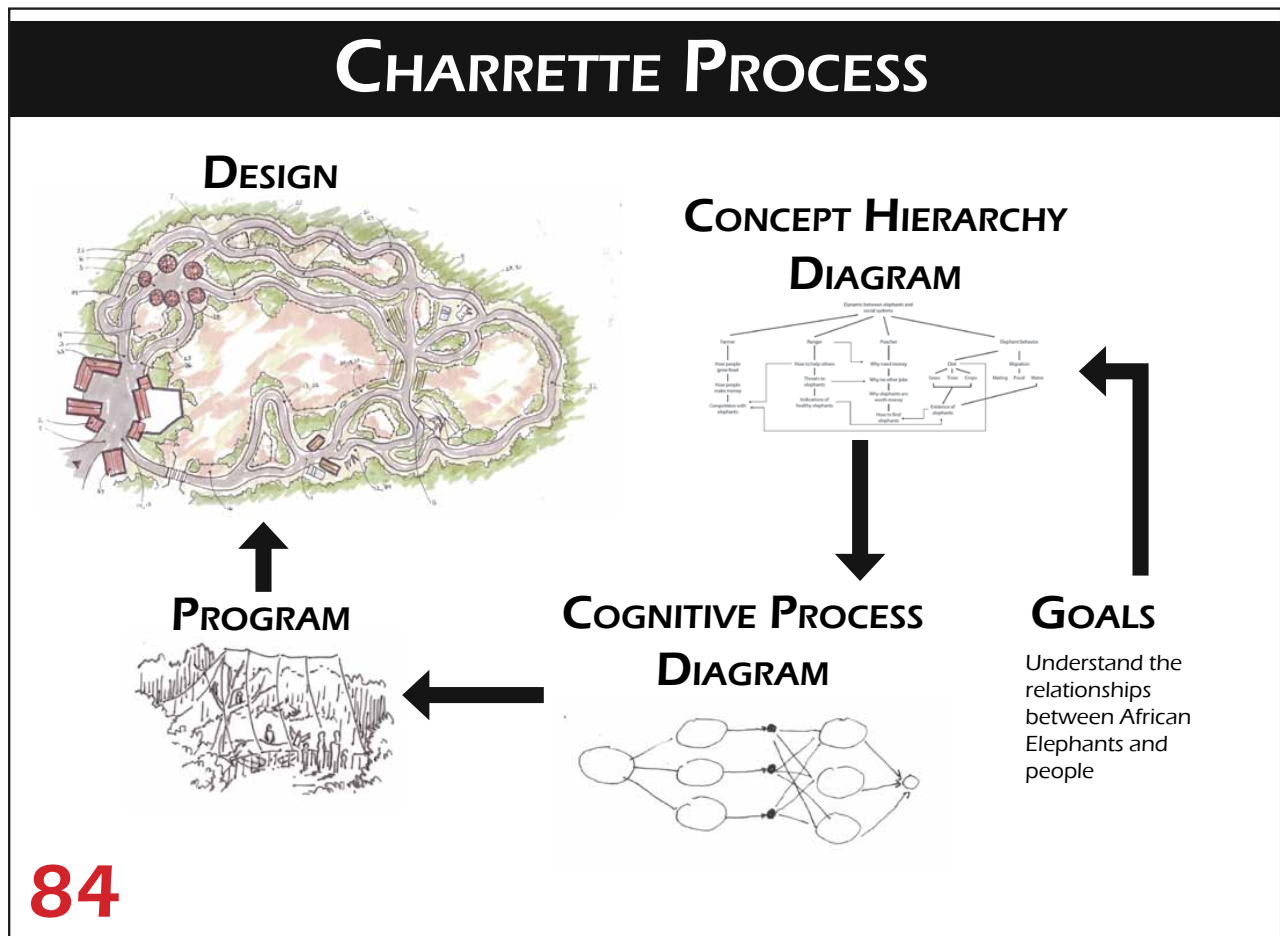 CHARRETTE PROCESS
DESIGN
CONCEPT HIERARCHY
DIAGRAM
Dynamic between elephants and
social systems
Farmer
Ranger
Poacher
Elephant behavior
How people
grow food
How people
make money
Competition with
elephants
How to help others
Threats to
elephants
Indications of
healthy elephants
Why need money
Why no other jobs
Why elephants are
worth money
How to find
elephants
Diet
Grass Trees Crops
Evidence of
elephants
Migration
Mating Food Water
PROGRAM
COGNITIVE PROCESS
DIAGRAM
GOALS
Understand the
relationships
between African
Elephants and
people
84